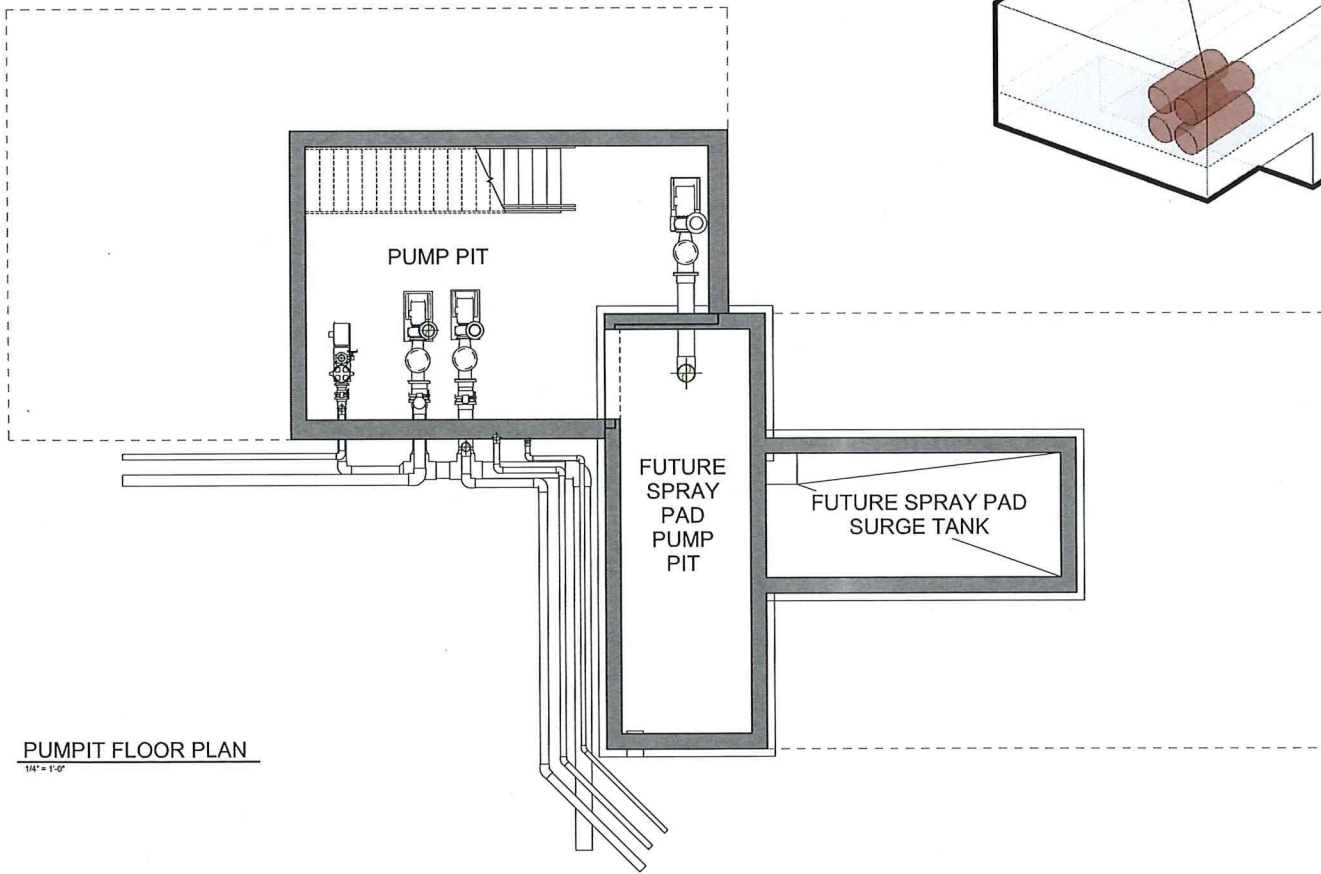 PUMP PIT
FUTURE
SPRAY
PAD
PUMP
PIT
FUTURE SPRAY PAD
SURGE TANK
PUMPIT FLOOR PLAN
1/4" = 1'-0"